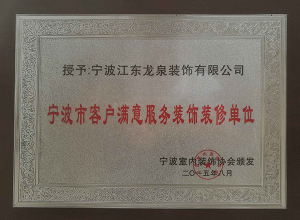 授予:宁波江东龙泉装饰有限公司
宁波市客户满意服务装饰装修单位
宁波室内装饰协会颁发
二〇一五年八月